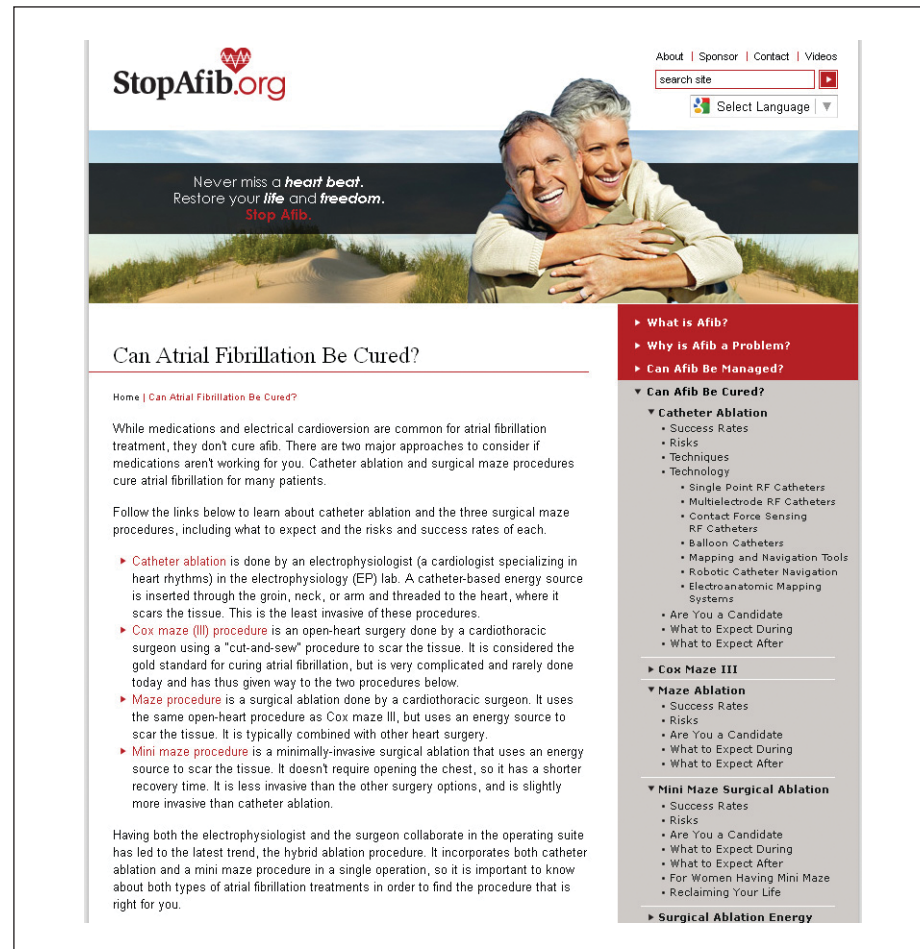 StopAfib.org
About | Sponsor | Contact | Videos
search site
Select Language
Never miss a heart beat.
Restore your life and freedom.
Stop Afib.
Can Atrial Fibrillation Be Cured?
Home | Can Atrial Fibrillation Be Cured?
While medications and electrical cardioversion are common for atrial fibrillation
treatment, they don't cure afib. There are two major approaches to consider if
medications aren't working for you. Catheter ablation and surgical maze procedures
cure atrial fibrillation for many patients.
Follow the links below to learn about catheter ablation and the three surgical maze
procedures, including what to expect and the risks and success rates of each.
Catheter ablation is done by an electrophysiologist (a cardiologist specializing in
heart rhythms) in the electrophysiology (EP) lab. A catheter-based energy source
is inserted through the groin, neck, or arm and threaded to the heart, where it
scars the tissue. This is the least invasive of these procedures.
Cox maze (III) procedure is an open-heart surgery done by a cardiothoracic
surgeon using a "cut-and-sew" procedure to scar the tissue. It is considered the
gold standard for curing atrial fibrillation, but is very complicated and rarely done
today and has thus given way to the two procedures below.
Maze procedure is a surgical ablation done by a cardiothoracic surgeon. It uses
the same open-heart procedure as Cox maze III, but uses an energy source to
scar the tissue. It is typically combined with other heart surgery.
Mini maze procedure is a minimally-invasive surgical ablation that uses an energy
source to scar the tissue. It doesn't require opening the chest, so it has a shorter
recovery time. It is less invasive than the other surgery options, and is slightly
more invasive than catheter ablation.
Having both the electrophysiologist and the surgeon collaborate in the operating suite
has led to the latest trend, the hybrid ablation procedure. It incorporates both catheter
ablation and a mini maze procedure in a single operation, so it is important to know
about both types of atrial fibrillation treatments in order to find the procedure that is
right for you.
What is Afib?
Why is Afib a Problem?
Can Afib Be Managed?
Can Afib Be Cured?
Catheter Ablation
Success Rates
Risks
Techniques
Technology
Single Point RF Catheters
Multielectrode RF Catheters
Contact Force Sensing
RF Catheters
Balloon Catheters
Mapping and Navigation Tools
Robotic Catheter Navigation
Electroanatomic Mapping
Systems
Are You a Candidate
What to Expect During
What to Expect After
Cox Maze III
Maze Ablation
Success Rates
Risks
Are You a Candidate
What to Expect During
What to Expect After
Mini Maze Surgical Ablation
Success Rates
Risks
Are You a Candidate
What to Expect During
What to Expect After
For Women Having Mini Maze
Reclaiming Your Life
Surgical Ablation Energy